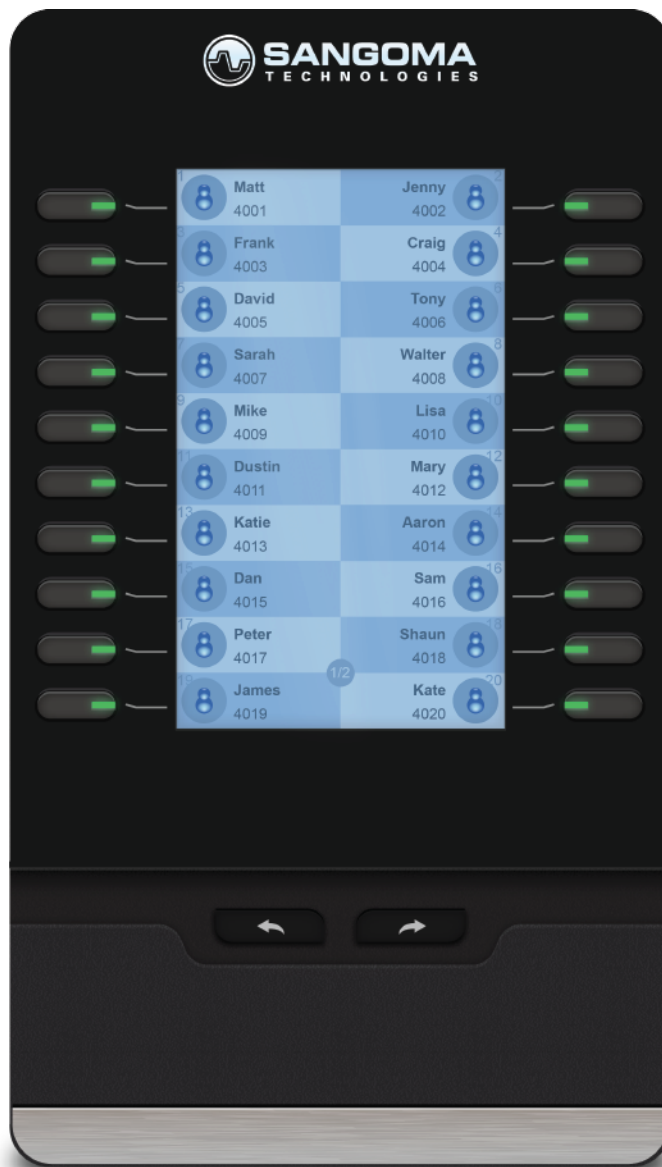 SANGOMA
TECHNOLOGIES
1 Matt Jenny 2
4001 4002
3 Frank Craig 4
4003 4004
5 David Tony 6
4005 4006
7 Sarah Walter 8
4007 4008
9 Mike Lisa 10
4009 4010
11 Dustin Mary 12
4011 4012
13 Katie Aaron 14
4013 4014
15 Dan Sam 16
4015 4016
17 Peter Shaun 18
4017 4018
1/2
19 James Kate 20
4019 4020